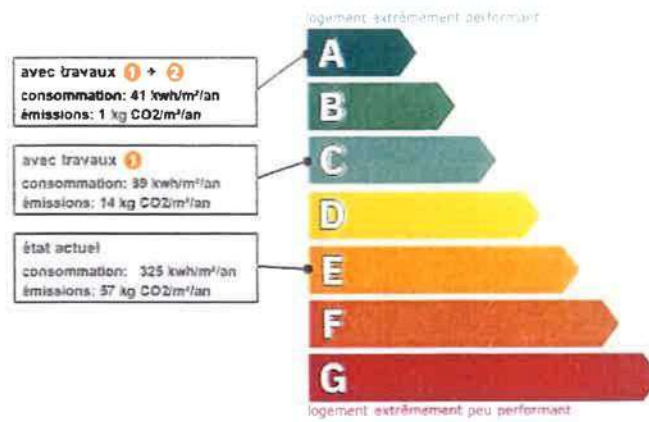 logement extrêmement performant
A
avec travaux 1 + 2
consommation: 41 kwh/m²/an
émissions: 1 kg CO2/m²/an
B
avec travaux 1
consommation: 89 kwh/m²/an
émissions: 14 kg CO2/m²/an
C
D
état actuel
consommation: 325 kwh/m²/an
émissions: 57 kg CO2/m²/an
E
F
G
logement extrêmement peu performant